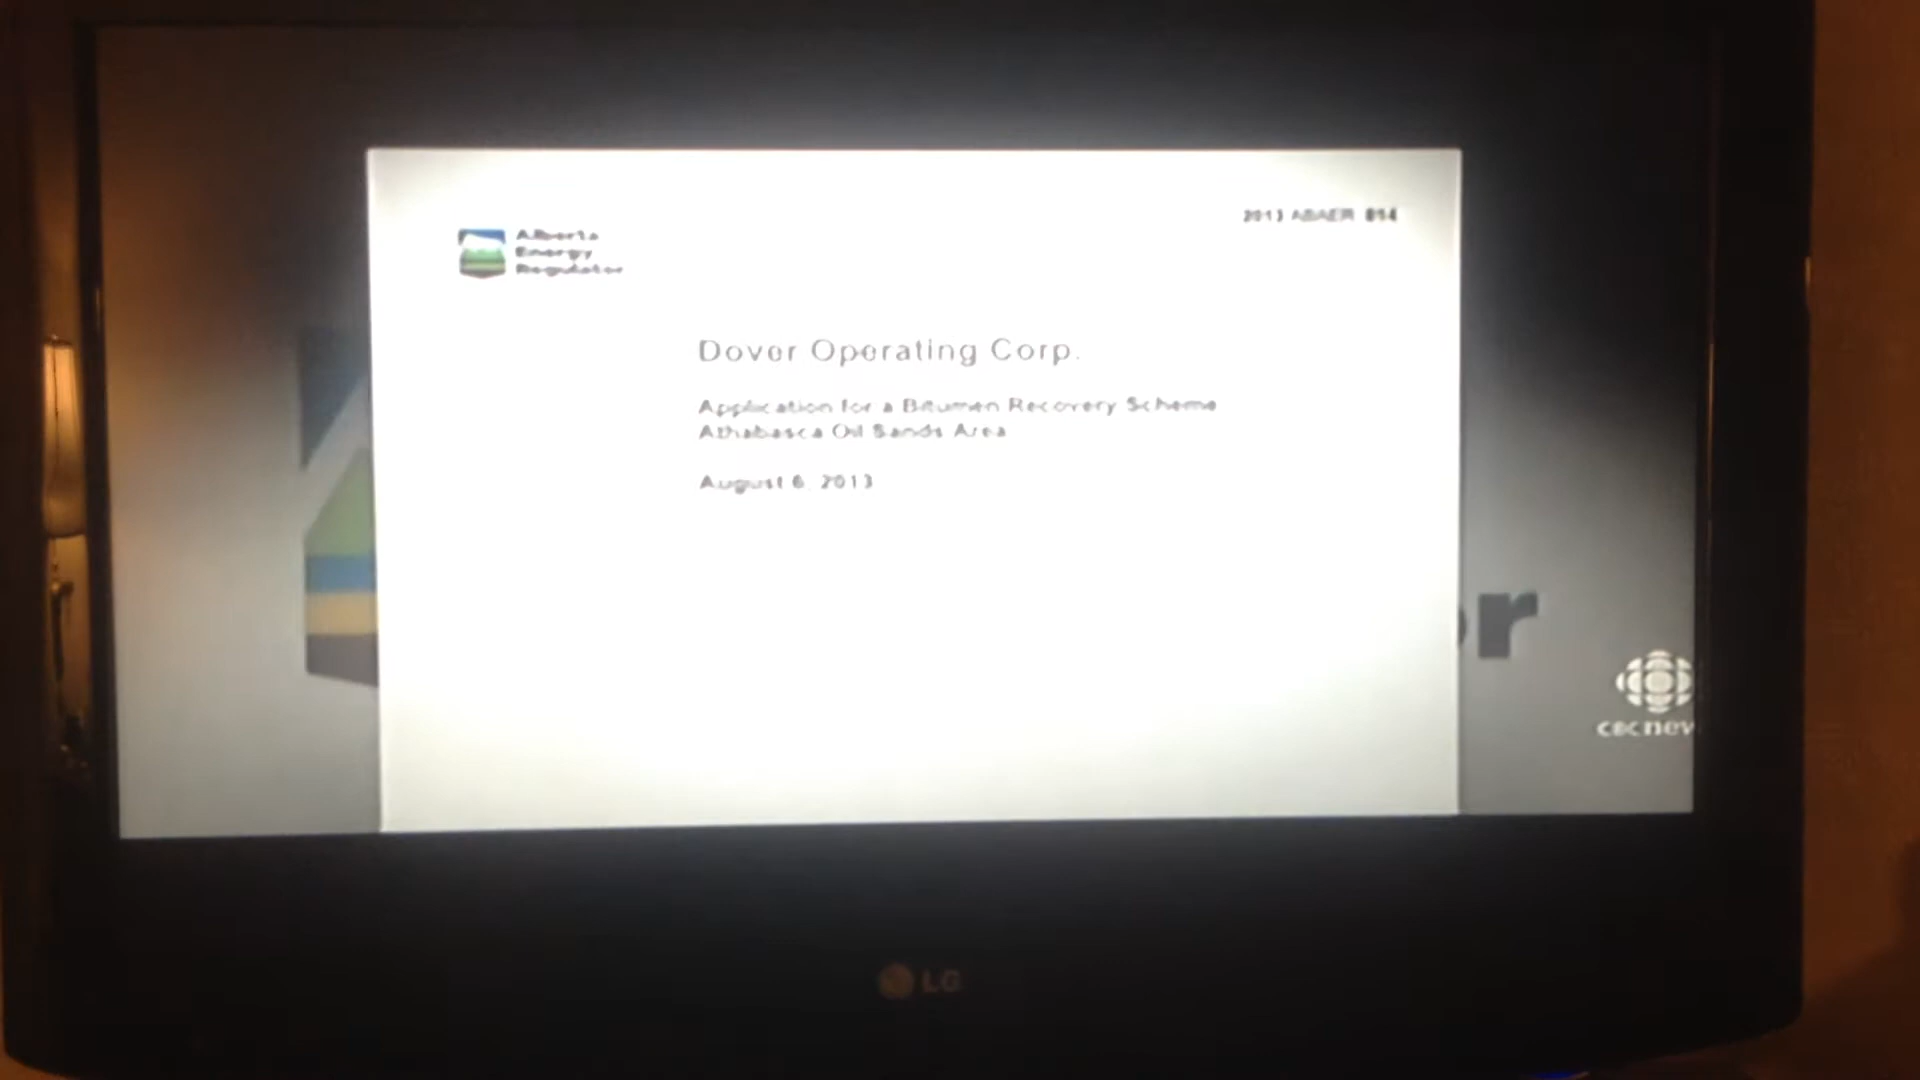 2013 ABAER 014
Alberta
Energy
Regulator
Dover Operating Corp.
Application for a Bitumen Recovery Scheme
Athabasca Oil Sands Area
August 6, 2013
r
cbcnew
LG